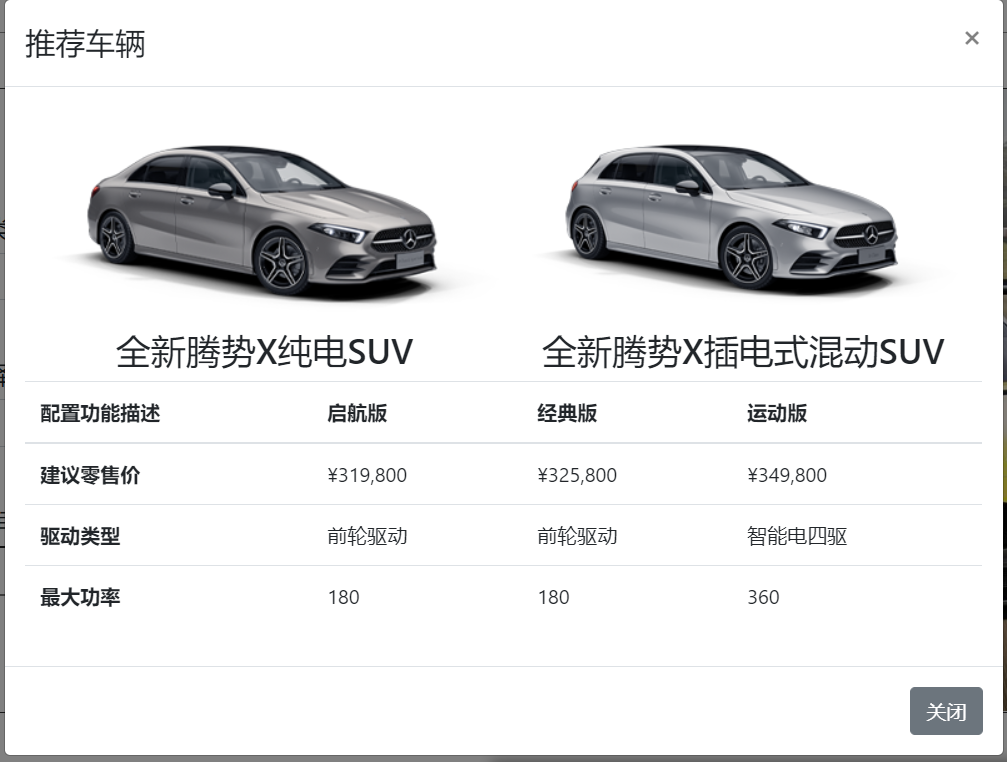 推荐车辆
×
全新腾势X纯电SUV
全新腾势X插电式混动SUV
配置功能描述 启航版 经典版 运动版
建议零售价 ¥319,800 ¥325,800 ¥349,800
驱动类型 前轮驱动 前轮驱动 智能电四驱
最大功率 180 180 360
关闭